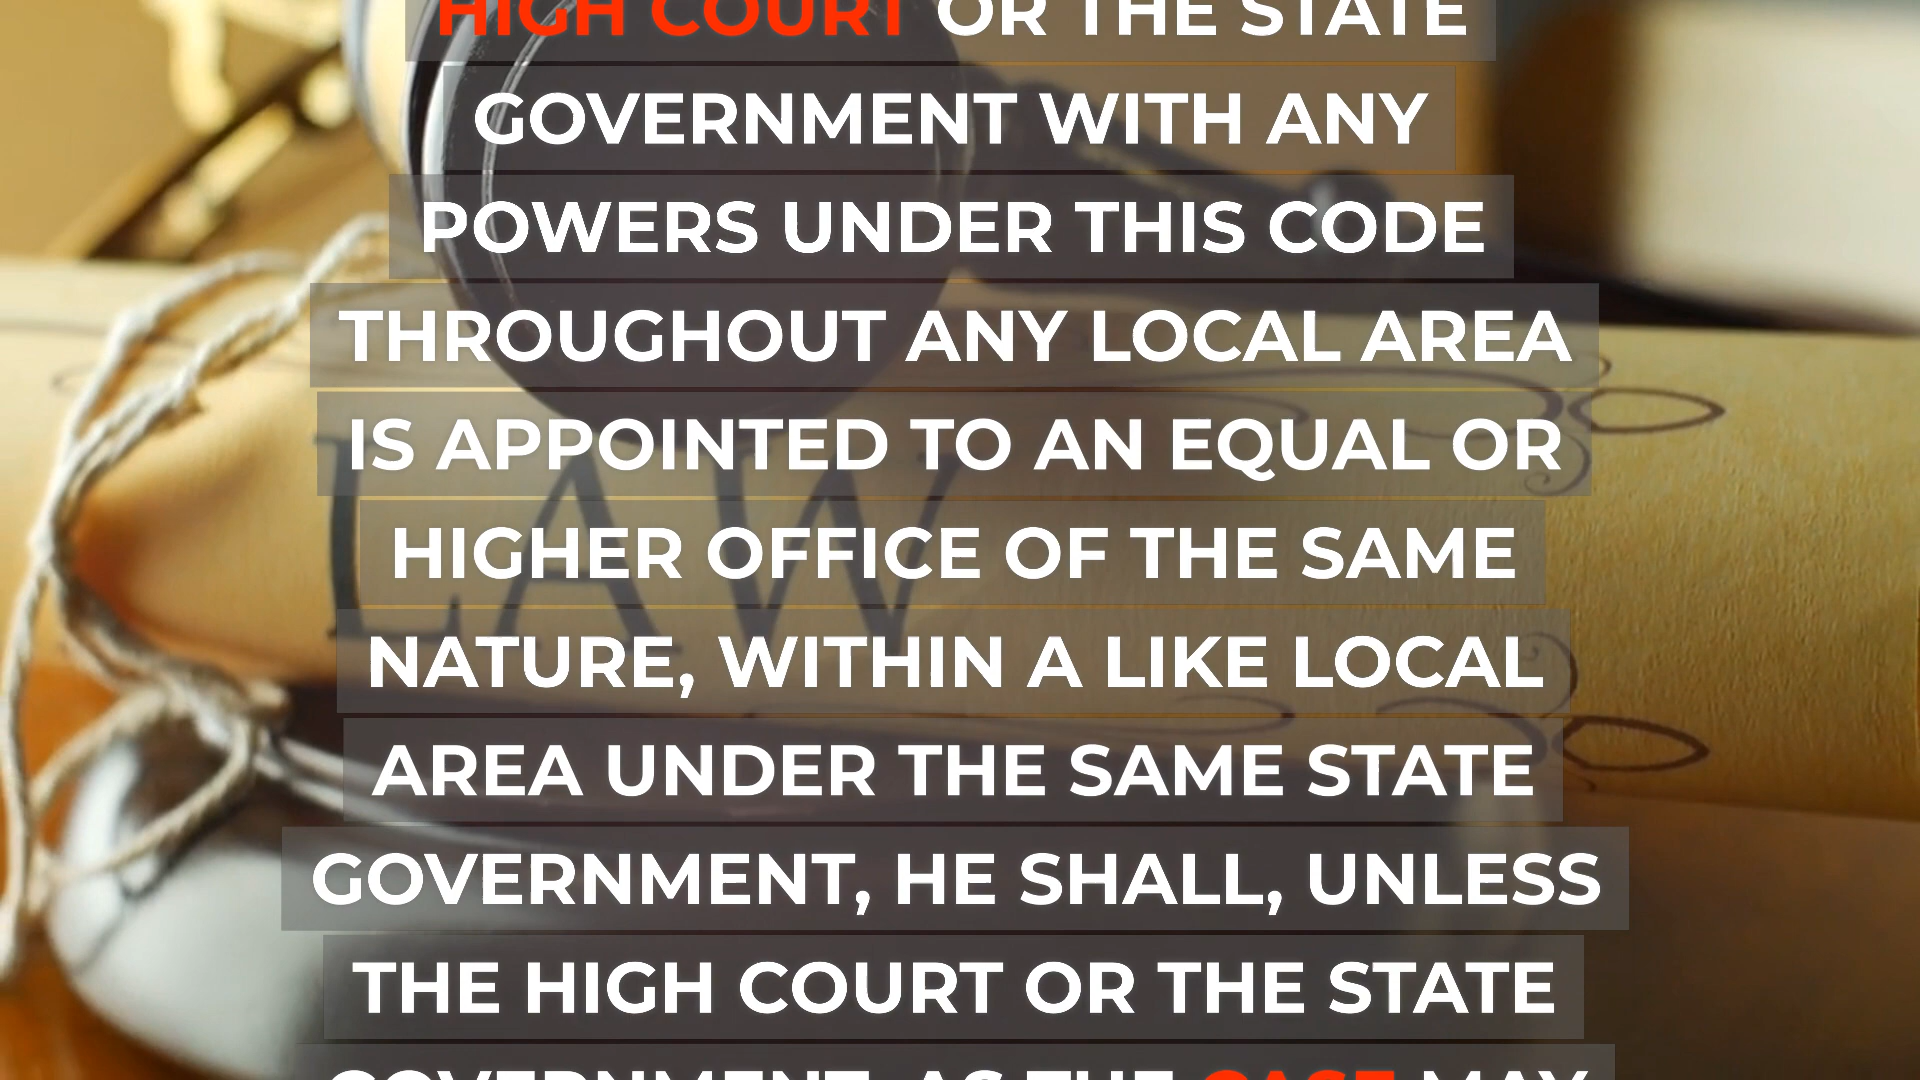 HIGH COURT OR THE STATE
GOVERNMENT WITH ANY
POWERS UNDER THIS CODE
THROUGHOUT ANY LOCAL AREA
IS APPOINTED TO AN EQUAL OR
HIGHER OFFICE OF THE SAME
NATURE, WITHIN A LIKE LOCAL
AREA UNDER THE SAME STATE
GOVERNMENT, HE SHALL, UNLESS
THE HIGH COURT OR THE STATE
GOVERNMENT, AS THE CASE MAY
LAW